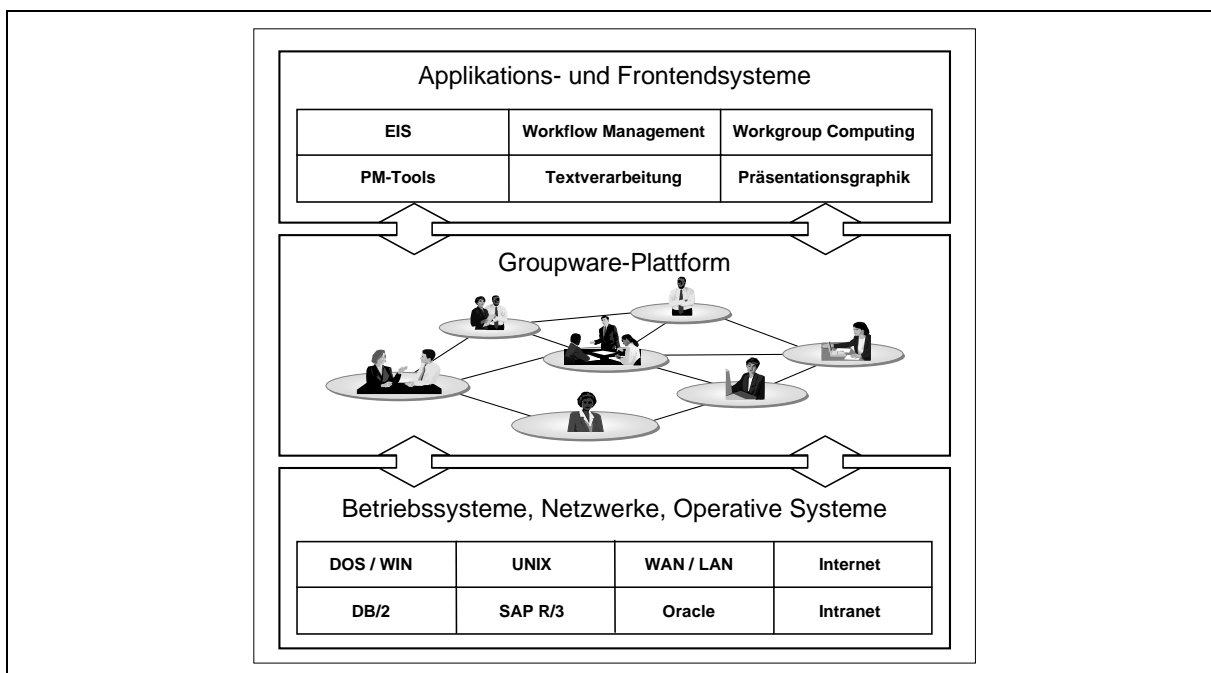 Applikations- und Frontendsysteme
EIS Workflow Management Workgroup Computing
PM-Tools Textverarbeitung Präsentationsgraphik
Groupware-Plattform
Betriebssysteme, Netzwerke, Operative Systeme
DOS / WIN UNIX WAN / LAN Internet
DB/2 SAP R/3 Oracle Intranet